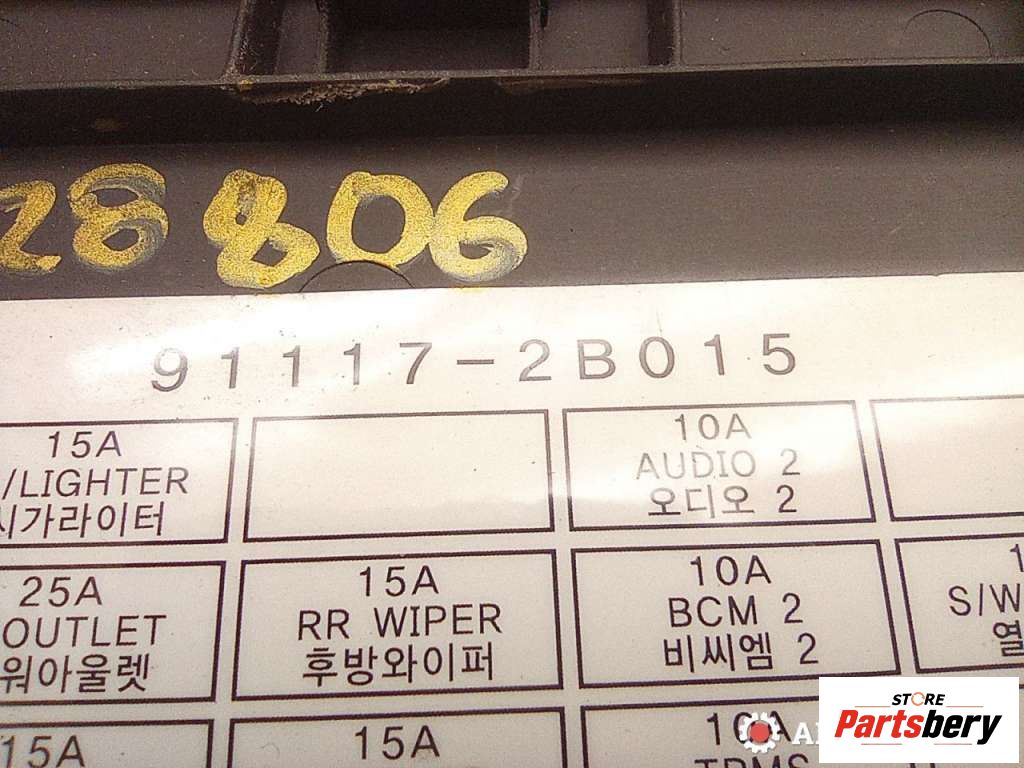 28806
91117-2B015
15A
/LIGHTER
시가라이터
10A
AUDIO 2
오디오 2
25A
OUTLET
워아울렛
15A
RR WIPER
후방와이퍼
10A
BCM 2
비씨엠 2
S/W
열
15A
15A
10A
TPMS
STORE
Partsbery